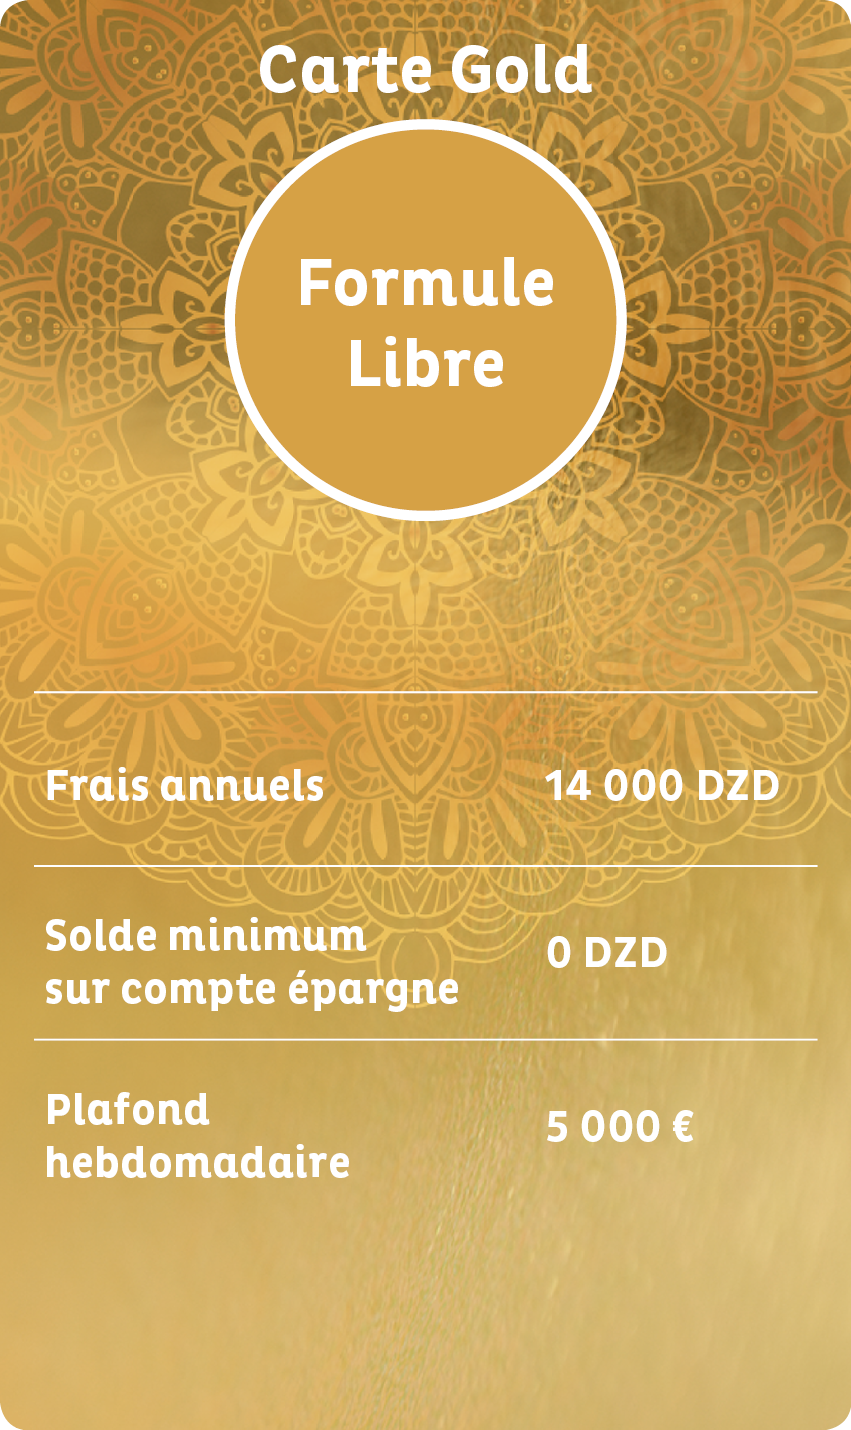 Carte Gold
Formule
Libre
Frais annuels 14 000 DZD
Solde minimum
sur compte épargne
0 DZD
Plafond
hebdomadaire
5 000 €